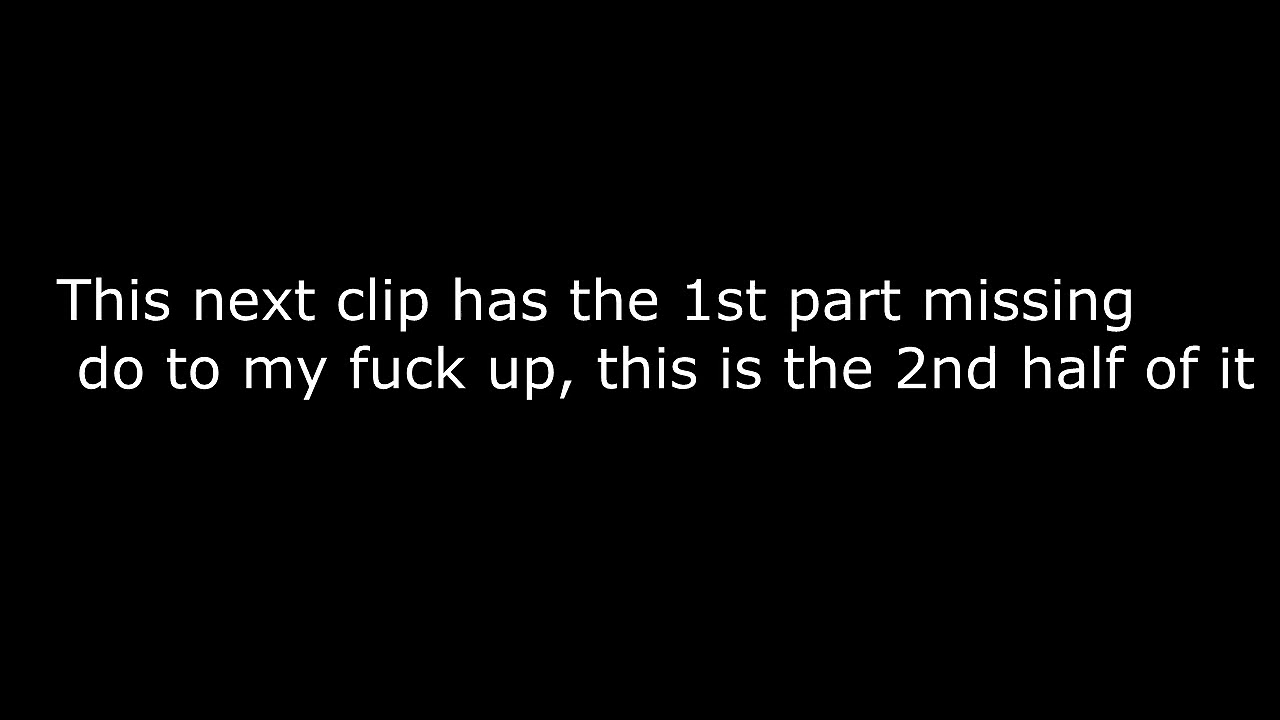 This next clip has the 1st part missing
do to my fuck up, this is the 2nd half of it